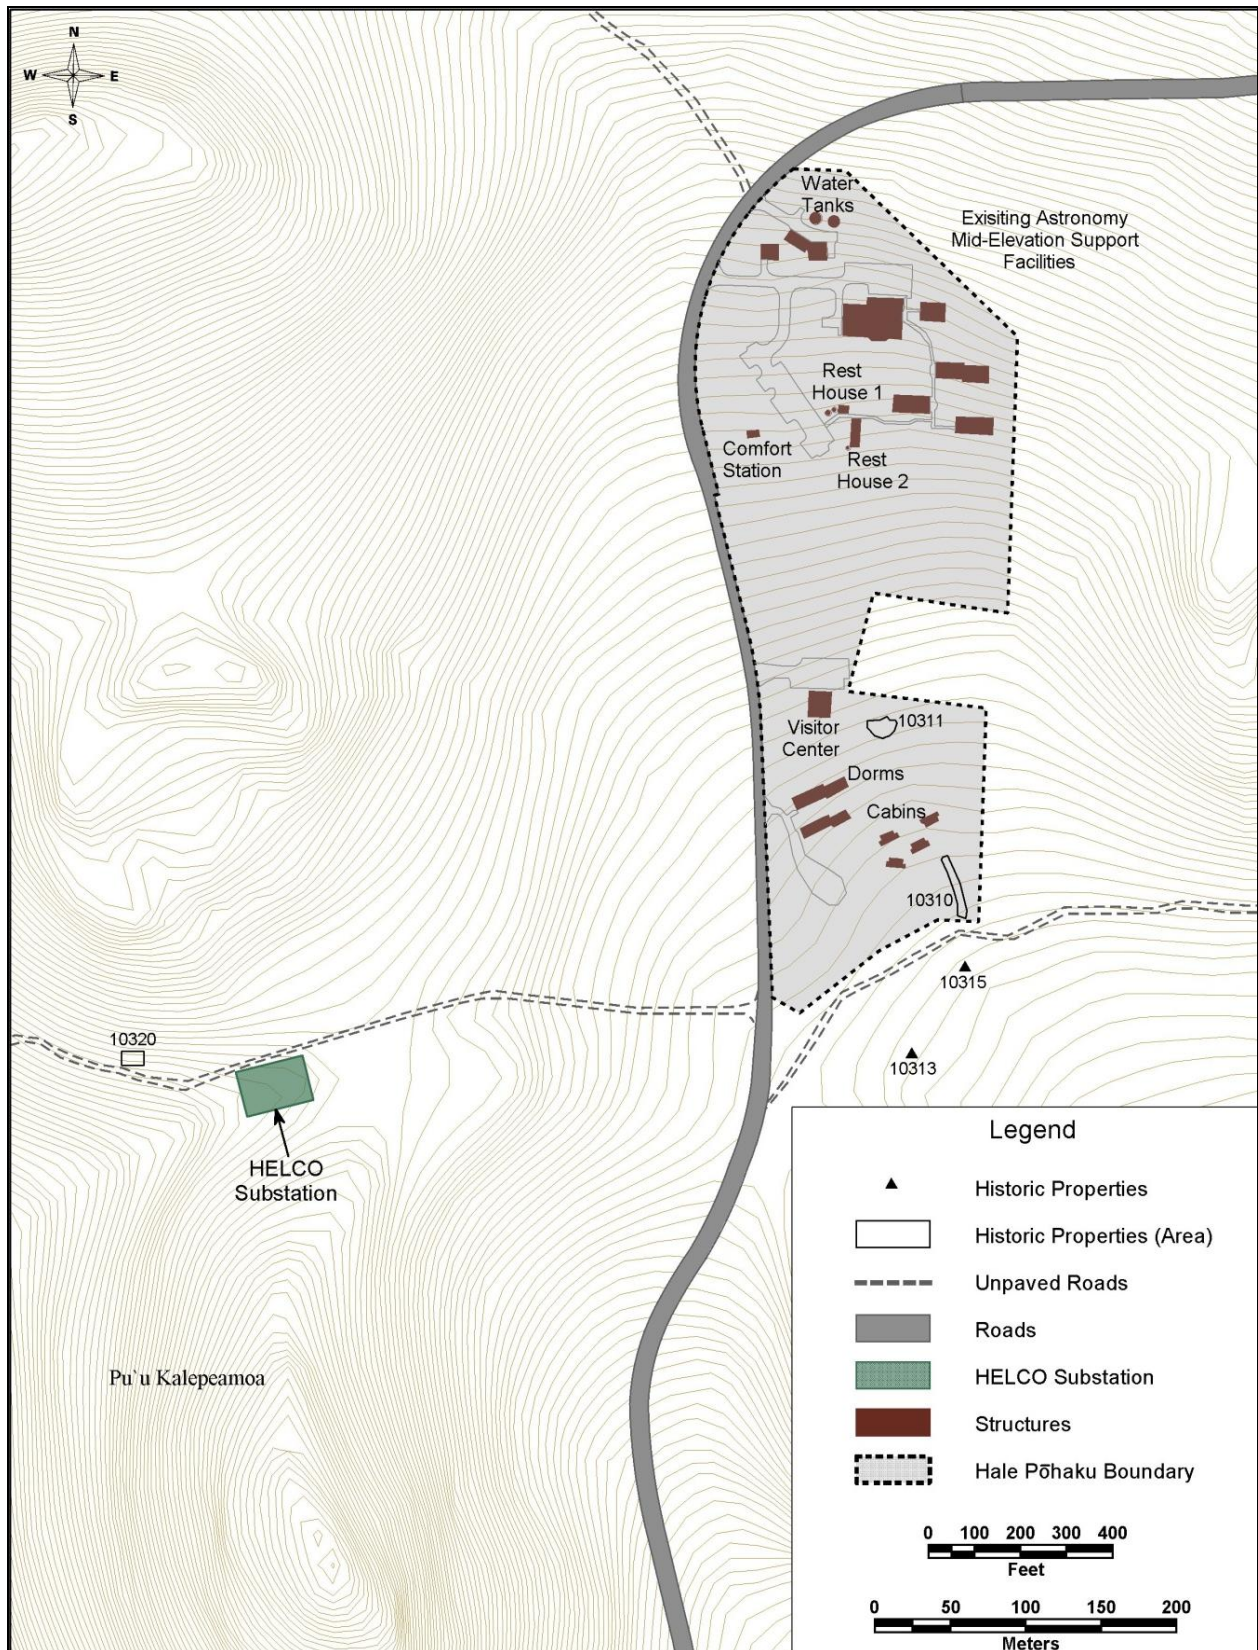 N
W E
S
Water
Tanks
Exisiting Astronomy
Mid-Elevation Support
Facilities
Rest
House 1
Comfort
Station
Rest
House 2
Visitor
Center
10311
Dorms
Cabins
10310
10315
10320
10313
HELCO
Substation
Pu`u Kalepeamoa
Legend
Historic Properties
Historic Properties (Area)
Unpaved Roads
Roads
HELCO Substation
Structures
Hale Pōhaku Boundary
0 100 200 300 400
Feet
0 50 100 150 200
Meters